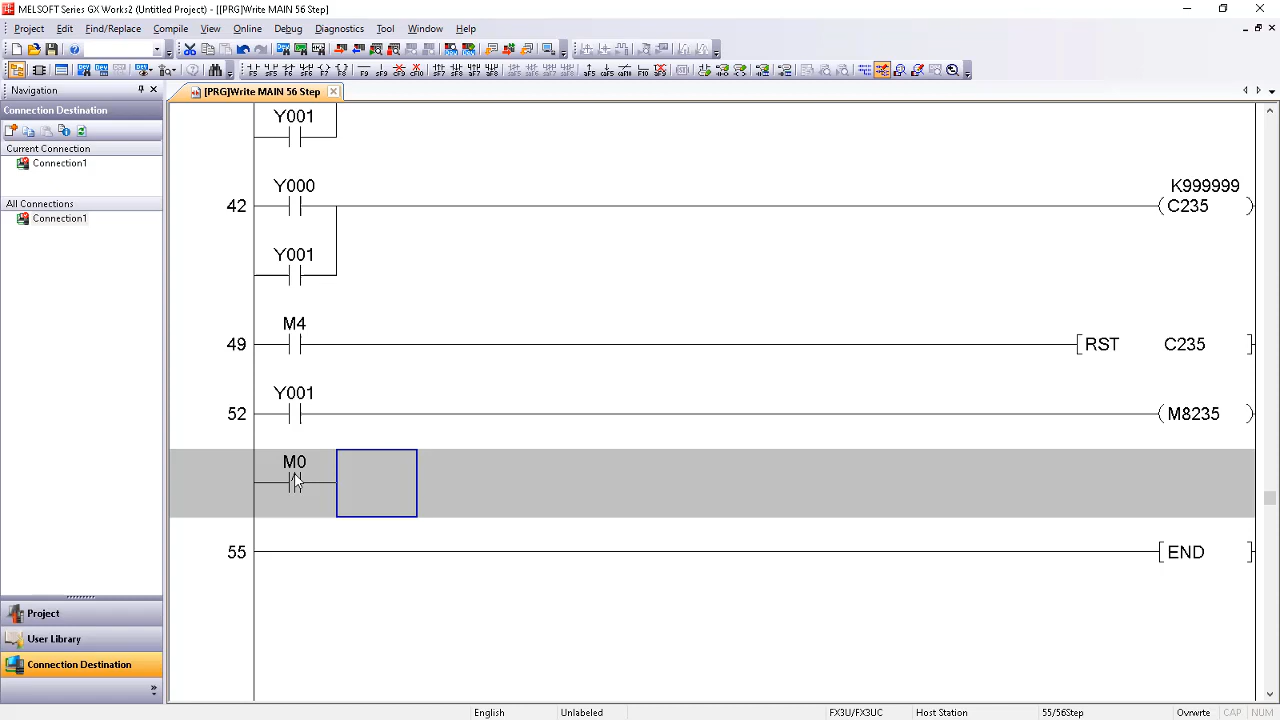 MELSOFT Series GX Works2 (Untitled Project) - [[PRG]Write MAIN 56 Step]
Project Edit Find/Replace Compile View Online Debug Diagnostics Tool Window Help
Navigation
[PRG]Write MAIN 56 Step
Connection Destination
Current Connection
Connection1
All Connections
Connection1
Y001
Y000
K999999
42
C235
Y001
M4
49
RST C235
Y001
52
M8235
M0
55
END
Project
User Library
Connection Destination
English
Unlabeled
FX3U/FX3UC
Host Station
55/56Step
Ovrwrte
CAP
NUM